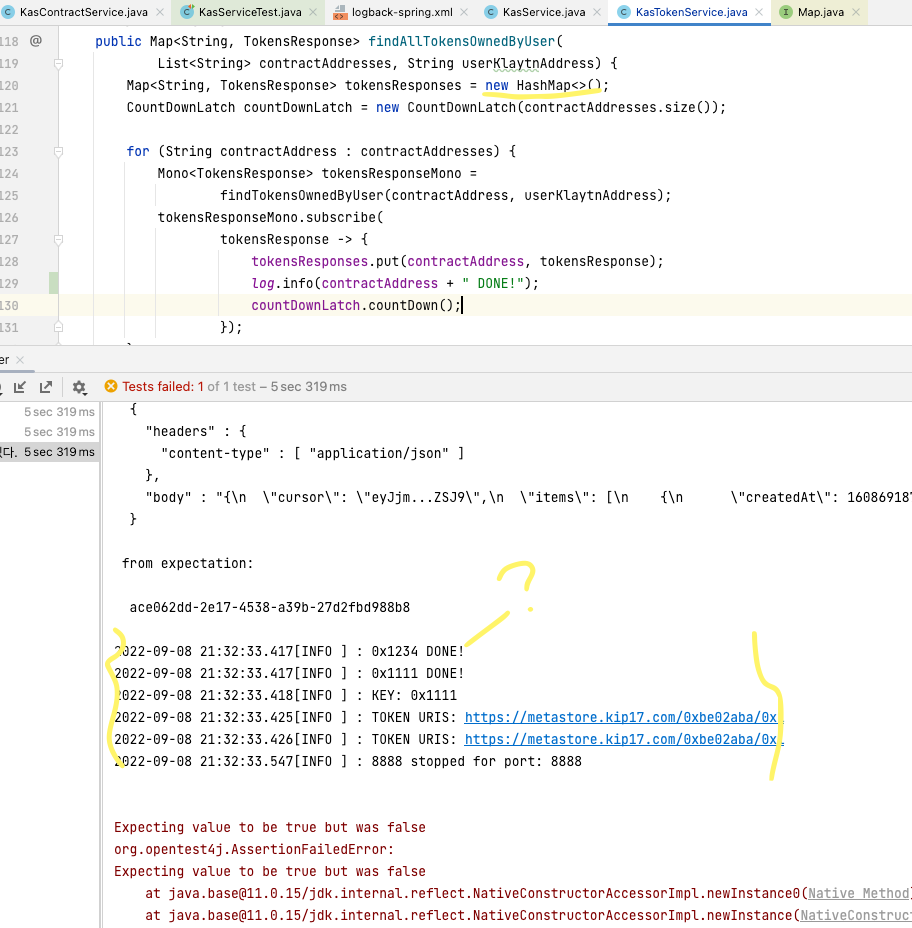 KasContractService.java
KasServiceTest.java
logback-spring.xml
KasService.java
KasTokenService.java
Map.java
118 @ public Map<String, TokensResponse> findAllTokensOwnedByUser(
119 List<String> contractAddresses, String userKlaytnAddress) {
120 Map<String, TokensResponse> tokensResponses = new HashMap<>();
121 CountDownLatch countDownLatch = new CountDownLatch(contractAddresses.size());
122
123 for (String contractAddress : contractAddresses) {
124 Mono<TokensResponse> tokensResponseMono =
125 findTokensOwnedByUser(contractAddress, userKlaytnAddress);
126 tokensResponseMono.subscribe(
127 tokensResponse -> {
128 tokensResponses.put(contractAddress, tokensResponse);
129 log.info(contractAddress + " DONE!");
130 countDownLatch.countDown();
131 });
er
Tests failed: 1 of 1 test – 5 sec 319 ms
5 sec 319 ms
5 sec 319 ms
다. 5 sec 319 ms
{
"headers" : {
"content-type" : [ "application/json" ]
},
"body" : "{\n \"cursor\": \"eyJjm...ZSJ9\",\n \"items\": [\n {\n \"createdAt\": 16086918
}
from expectation:
?
ace062dd-2e17-4538-a39b-27d2fbd988b8
2022-09-08 21:32:33.417[INFO ] : 0x1234 DONE!
2022-09-08 21:32:33.417[INFO ] : 0x1111 DONE!
2022-09-08 21:32:33.418[INFO ] : KEY: 0x1111
2022-09-08 21:32:33.425[INFO ] : TOKEN URIS: https://metastore.kip17.com/0xbe02aba/0x
2022-09-08 21:32:33.426[INFO ] : TOKEN URIS: https://metastore.kip17.com/0xbe02aba/0x
2022-09-08 21:32:33.547[INFO ] : 8888 stopped for port: 8888
Expecting value to be true but was false
org.opentest4j.AssertionFailedError:
Expecting value to be true but was false
at java.base@11.0.15/jdk.internal.reflect.NativeConstructorAccessorImpl.newInstance0(Native Method)
at java.base@11.0.15/jdk.internal.reflect.NativeConstructorAccessorImpl.newInstance(NativeConstruct